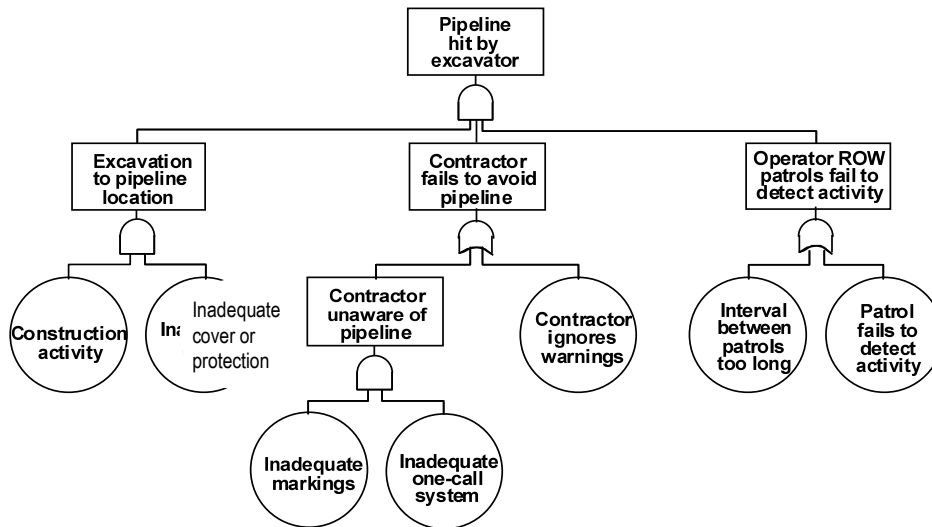 Pipeline
hit by
excavator
Excavation
to pipeline
location
Contractor
fails to avoid
pipeline
Operator ROW
patrols fail to
detect activity
Construction
activity
Inadequate
cover or
protection
Contractor
unaware of
pipeline
Contractor
ignores
warnings
Interval
between
patrols
too long
Patrol
fails to
detect
activity
Inadequate
markings
Inadequate
one-call
system